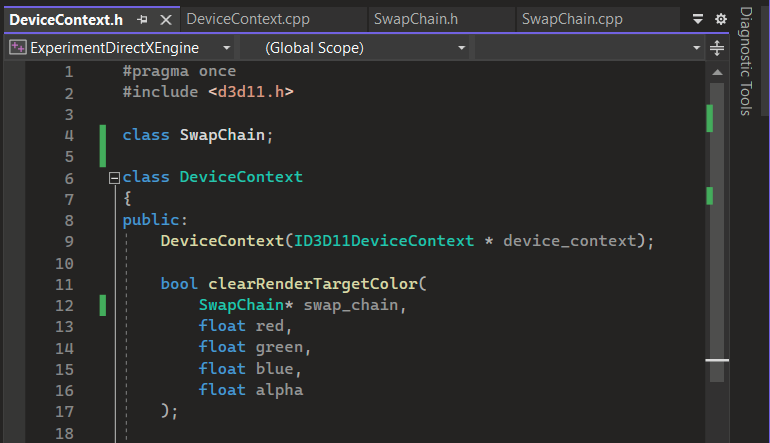 DeviceContext.h DeviceContext.cpp SwapChain.h SwapChain.cpp
ExperimentDirectXEngine (Global Scope)
Diagnostic Tools
1 #pragma once
2 #include <d3d11.h>
3
4 class SwapChain;
5
6 class DeviceContext
7 {
8 public:
9 DeviceContext(ID3D11DeviceContext * device_context);
10
11 bool clearRenderTargetColor(
12 SwapChain* swap_chain,
13 float red,
14 float green,
15 float blue,
16 float alpha
17 );
18